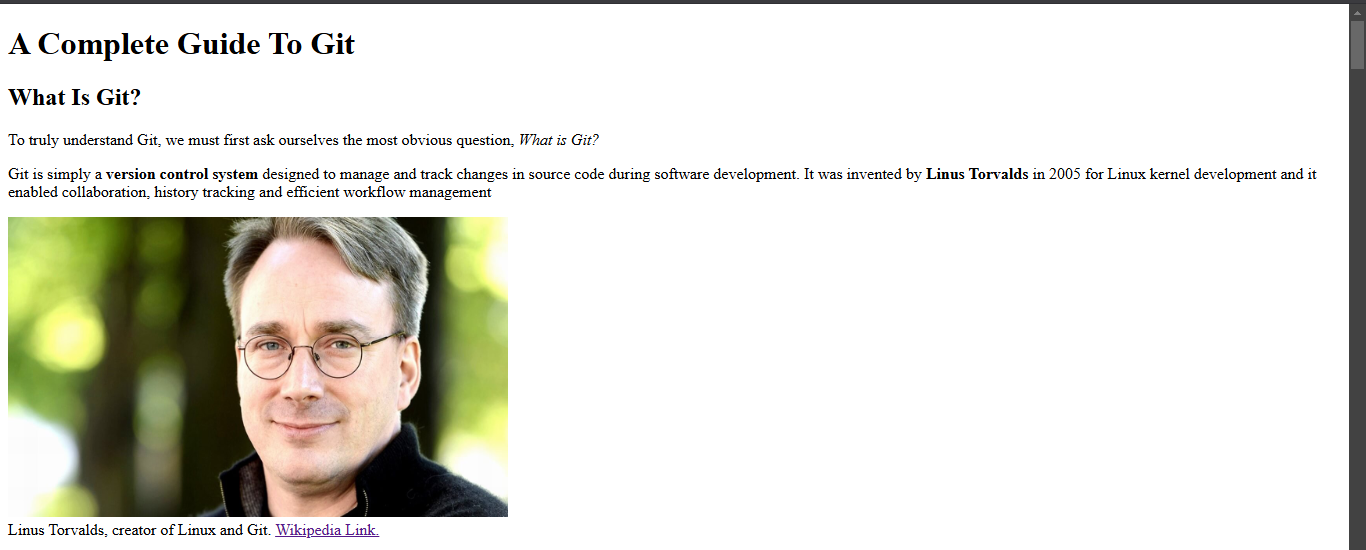 A Complete Guide To Git
What Is Git?
To truly understand Git, we must first ask ourselves the most obvious question, What is Git?
Git is simply a version control system designed to manage and track changes in source code during software development. It was invented by Linus Torvalds in 2005 for Linux kernel development and it
enabled collaboration, history tracking and efficient workflow management
Linus Torvalds, creator of Linux and Git. Wikipedia Link.